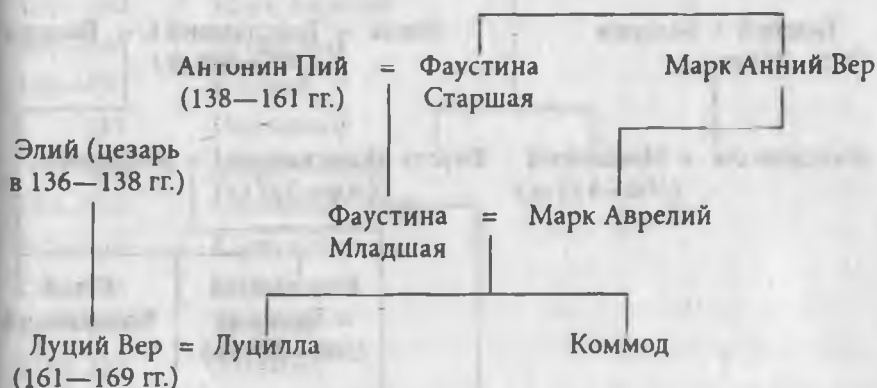 Антонин Пий = Фаустина Марк Анний Вер
(138—161 гг.) Старшая
Элий (цезарь
в 136—138 гг.)
Фаустина = Марк Аврелий
Младшая
Луций Вер = Луцилла Коммод
(161—169 гг.)